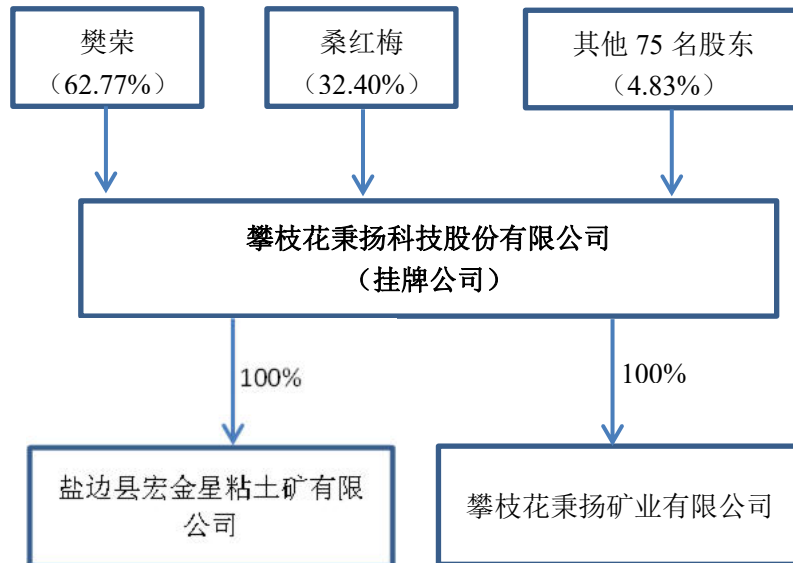 樊荣
（62.77%）
桑红梅
（32.40%）
其他 75 名股东
（4.83%）
攀枝花秉扬科技股份有限公司
（挂牌公司）
100%
100%
盐边县宏金星粘土矿有限
公司
攀枝花秉扬矿业有限公司